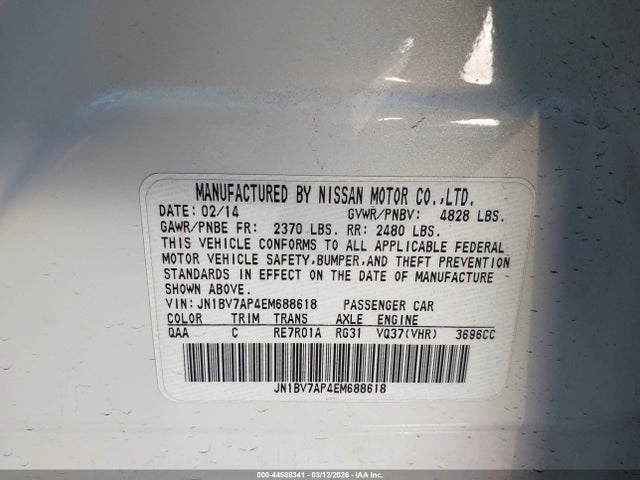 MANUFACTURED BY NISSAN MOTOR CO.,LTD.
DATE: 02/14 GVWR/PNBV: 4828 LBS.
GAWR/PNBE FR: 2370 LBS. RR: 2480 LBS.
THIS VEHICLE CONFORMS TO ALL APPLICABLE FEDERAL
MOTOR VEHICLE SAFETY,BUMPER,AND THEFT PREVENTION
STANDARDS IN EFFECT ON THE DATE OF MANUFACTURE
SHOWN ABOVE.
VIN: JN1BV7AP4EM688618 PASSENGER CAR
COLOR TRIM TRANS AXLE ENGINE
QAA C RE7R01A RG31 VQ37(VHR) 3696CC
JN1BV7AP4EM688618
000-44588341 | 03/12/2026 | IAA Inc.